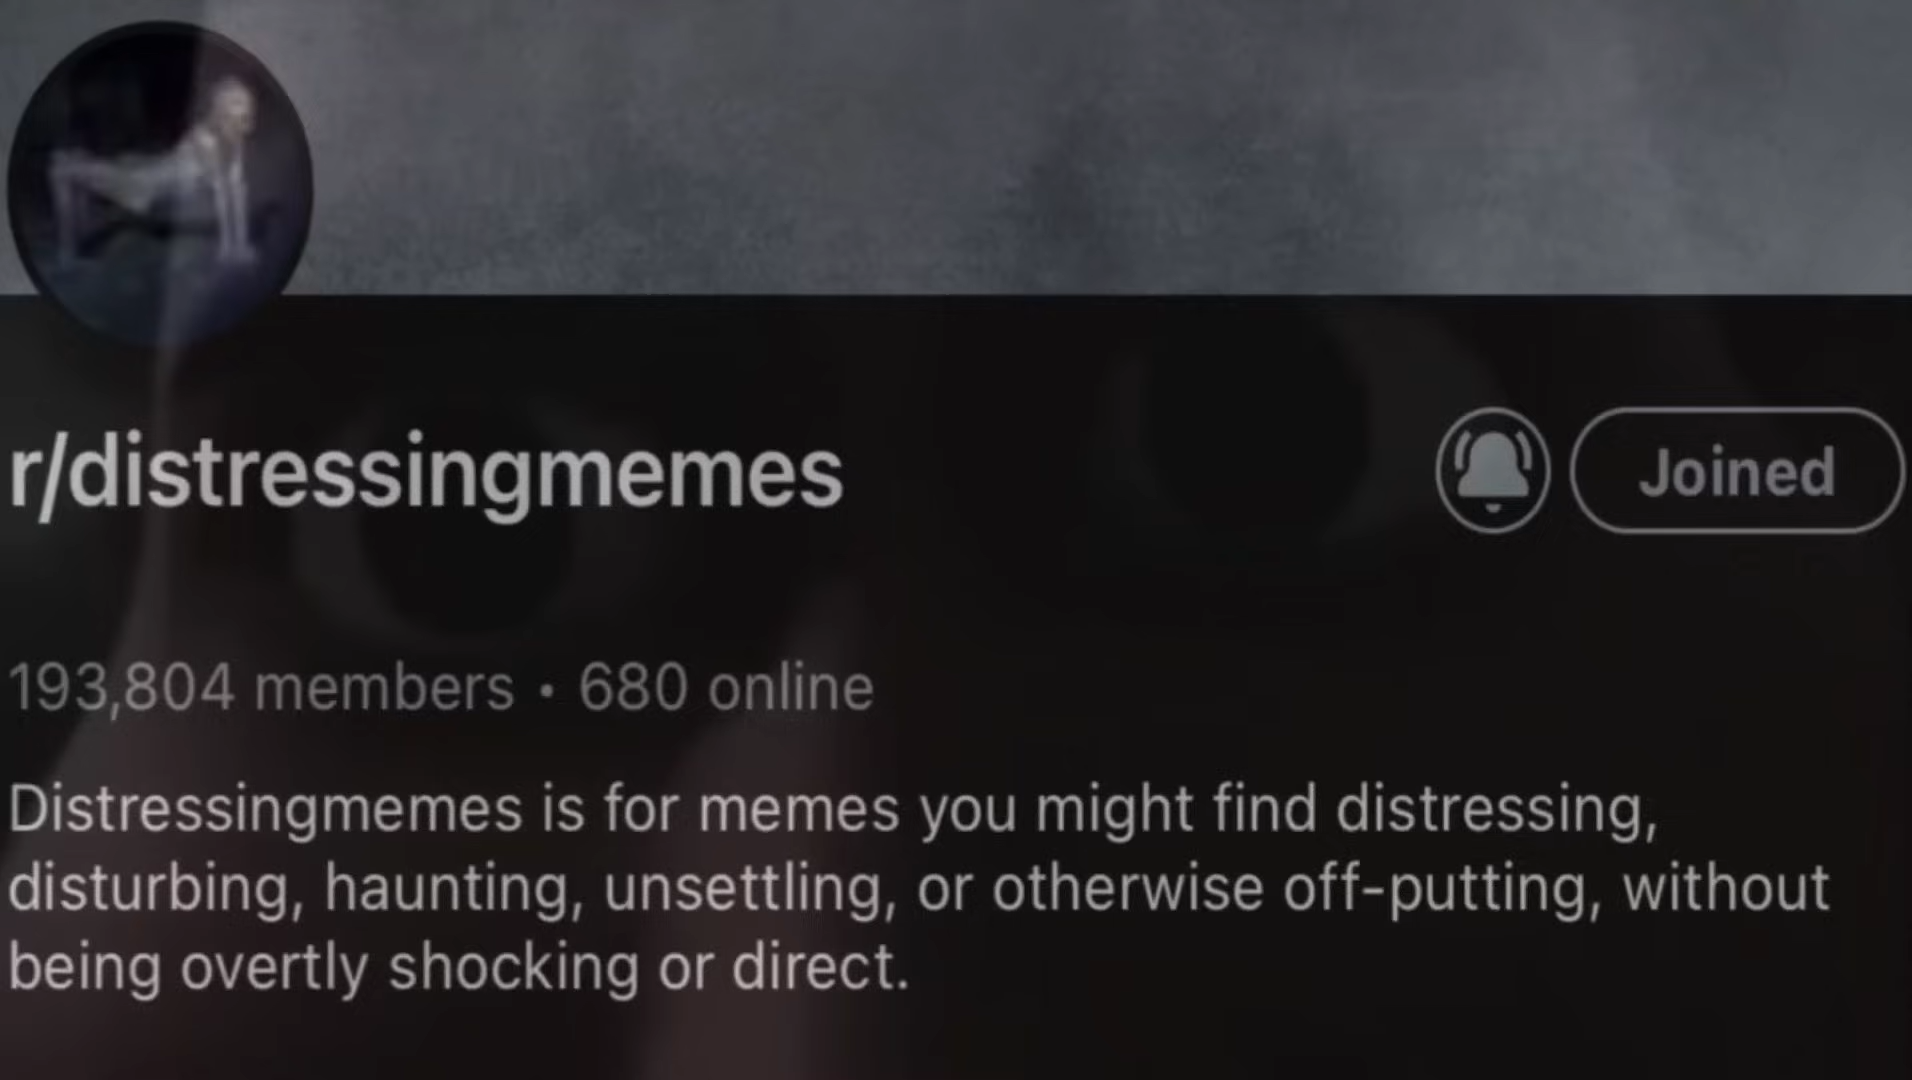 r/distressingmemes
Joined
193,804 members • 680 online
Distressingmemes is for memes you might find distressing,
disturbing, haunting, unsettling, or otherwise off-putting, without
being overtly shocking or direct.